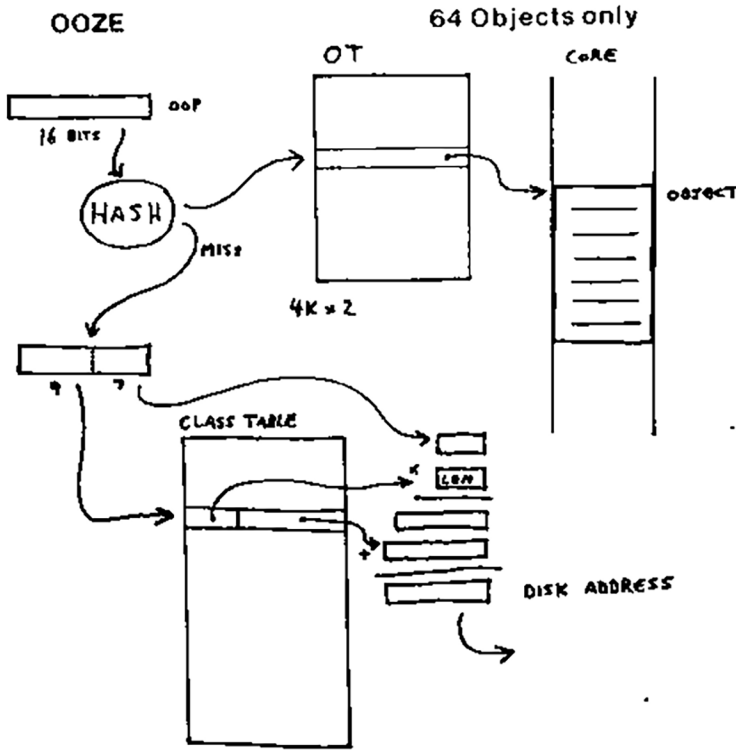 OOZE
64 Objects only
OT
CORE
OOP
16 BITS
HASH
OBJECT
MISS
4K x 2
9 7
CLASS TABLE
x
LEN
+
DISK ADDRESS